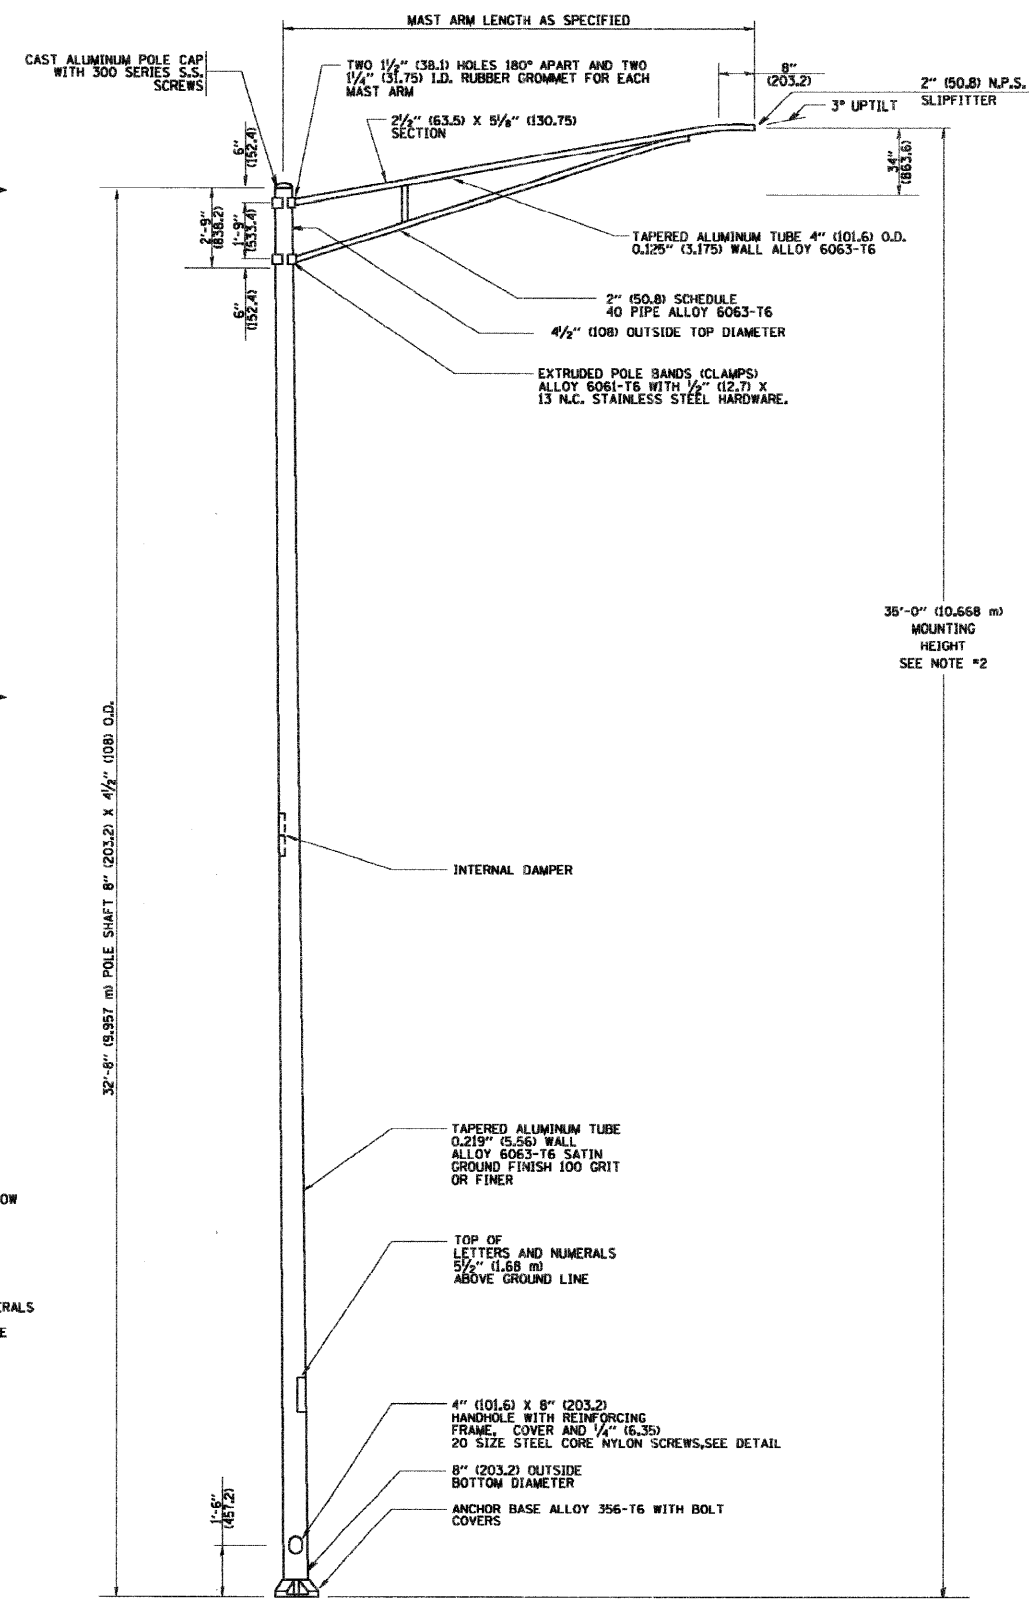 MAST ARM LENGTH AS SPECIFIED
CAST ALUMINUM POLE CAP
WITH 300 SERIES S.S.
SCREWS
TWO 1½" (38.1) HOLES 180° APART AND TWO
1¼" (31.75) I.D. RUBBER GROMMET FOR EACH
MAST ARM
8"
(203.2)
2" (50.8) N.P.S.
SLIPFITTER
3° UPTILT
2½" (63.5) X 5⅛" (130.75)
SECTION
6"
(152.4)
34"
(863.6)
2'-9"
(838.2)
1'-9"
(533.4)
TAPERED ALUMINUM TUBE 4" (101.6) O.D.
0.125" (3.175) WALL ALLOY 6063-T6
6"
(152.4)
2" (50.8) SCHEDULE
40 PIPE ALLOY 6063-T6
4½" (108) OUTSIDE TOP DIAMETER
EXTRUDED POLE BANDS (CLAMPS)
ALLOY 6061-T6 WITH ½" (12.7) X
13 N.C. STAINLESS STEEL HARDWARE.
35'-0" (10.668 m)
MOUNTING
HEIGHT
SEE NOTE #2
32'-8" (9.957 m) POLE SHAFT 8" (203.2) X 4½" (108) O.D.
INTERNAL DAMPER
TAPERED ALUMINUM TUBE
0.219" (5.56) WALL
ALLOY 6063-T6 SATIN
GROUND FINISH 100 GRIT
OR FINER
OW
TOP OF
LETTERS AND NUMERALS
5½" (1.68 m)
ABOVE GROUND LINE
ERALS
E
4" (101.6) X 8" (203.2)
HANDHOLE WITH REINFORCING
FRAME, COVER AND ¼" (6.35)
20 SIZE STEEL CORE NYLON SCREWS,SEE DETAIL
8" (203.2) OUTSIDE
BOTTOM DIAMETER
1'-6"
(457.2)
ANCHOR BASE ALLOY 356-T6 WITH BOLT
COVERS